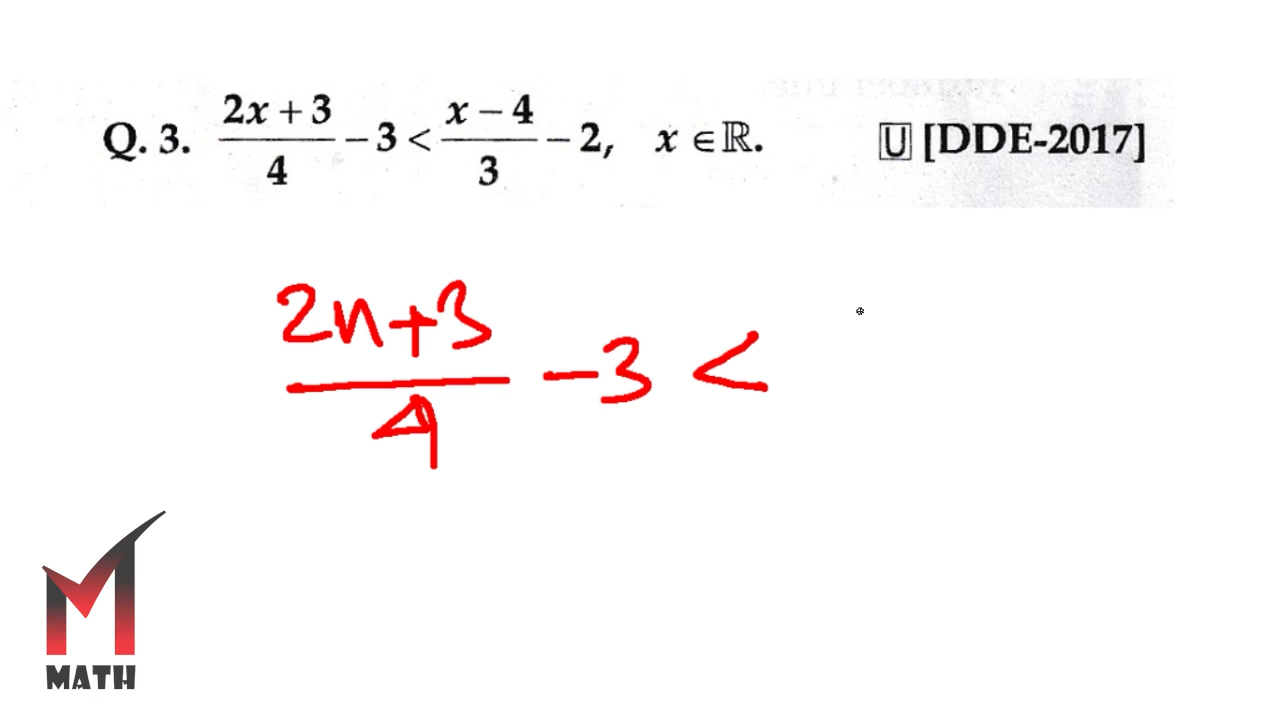 Q. 3. (2x + 3)/4 − 3 < (x − 4)/3 − 2, x ∈ ℝ. U [DDE-2017]
(2n+3)/4 −3 <
MATH